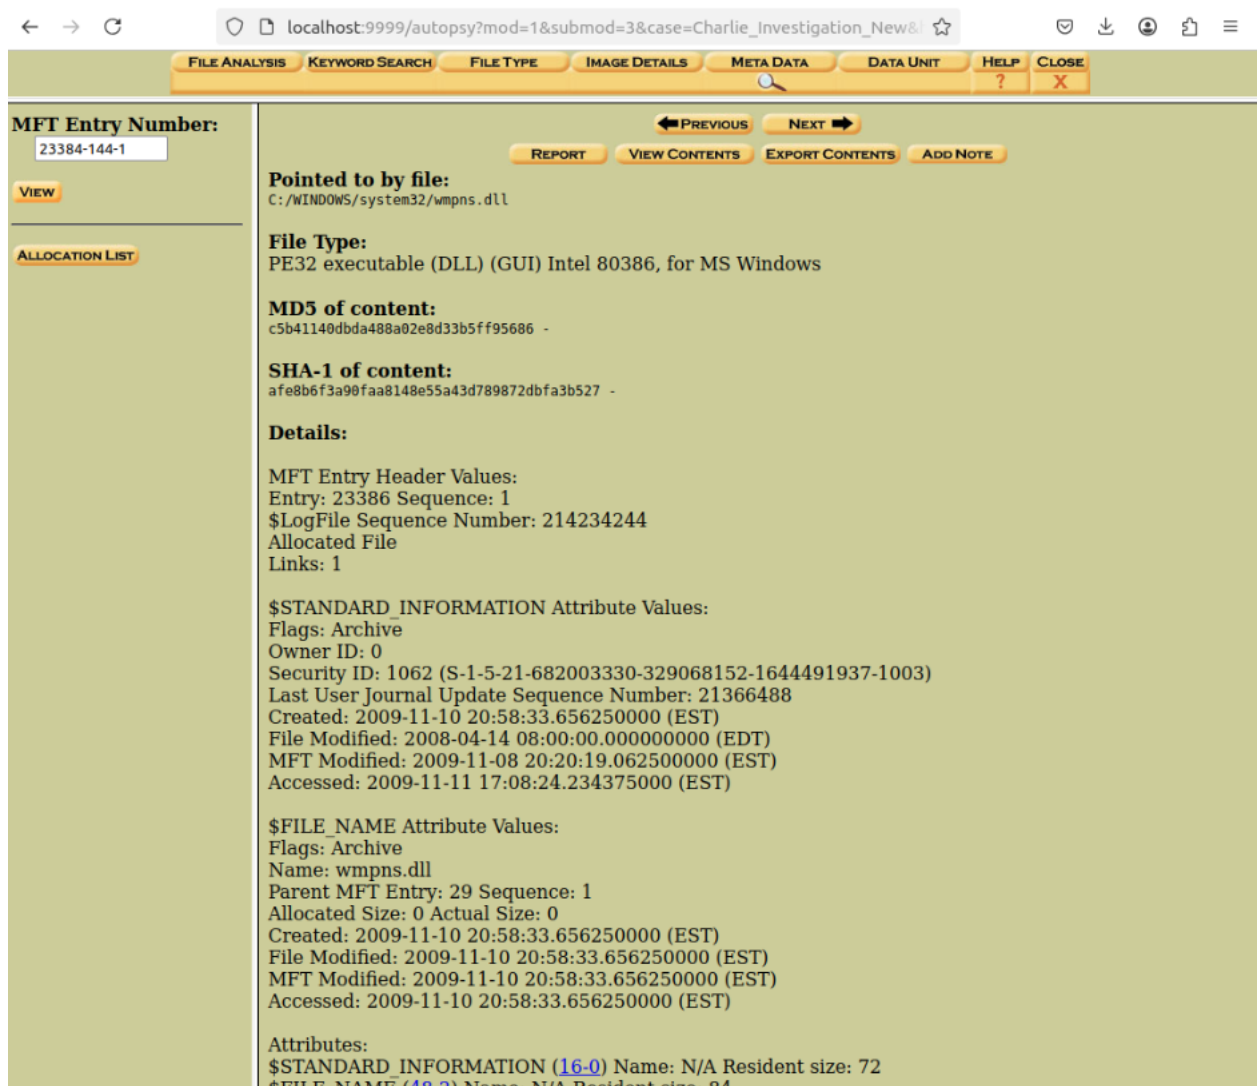 localhost:9999/autopsy?mod=1&submod=3&case=Charlie_Investigation_New&
FILE ANALYSIS KEYWORD SEARCH FILE TYPE IMAGE DETAILS META DATA DATA UNIT HELP CLOSE
? X
MFT Entry Number:
23384-144-1
VIEW
ALLOCATION LIST
PREVIOUS NEXT
REPORT VIEW CONTENTS EXPORT CONTENTS ADD NOTE
Pointed to by file:
C:/WINDOWS/system32/wmpns.dll
File Type:
PE32 executable (DLL) (GUI) Intel 80386, for MS Windows
MD5 of content:
c5b41140dbda488a02e8d33b5ff95686 -
SHA-1 of content:
afe8b6f3a90faa8148e55a43d789872dbfa3b527 -
Details:
MFT Entry Header Values:
Entry: 23386 Sequence: 1
$LogFile Sequence Number: 214234244
Allocated File
Links: 1
$STANDARD_INFORMATION Attribute Values:
Flags: Archive
Owner ID: 0
Security ID: 1062 (S-1-5-21-682003330-329068152-1644491937-1003)
Last User Journal Update Sequence Number: 21366488
Created: 2009-11-10 20:58:33.656250000 (EST)
File Modified: 2008-04-14 08:00:00.000000000 (EDT)
MFT Modified: 2009-11-08 20:20:19.062500000 (EST)
Accessed: 2009-11-11 17:08:24.234375000 (EST)
$FILE_NAME Attribute Values:
Flags: Archive
Name: wmpns.dll
Parent MFT Entry: 29 Sequence: 1
Allocated Size: 0 Actual Size: 0
Created: 2009-11-10 20:58:33.656250000 (EST)
File Modified: 2009-11-10 20:58:33.656250000 (EST)
MFT Modified: 2009-11-10 20:58:33.656250000 (EST)
Accessed: 2009-11-10 20:58:33.656250000 (EST)
Attributes:
$STANDARD_INFORMATION (16-0) Name: N/A Resident size: 72
$FILE_NAME Name: N/A Resident size: